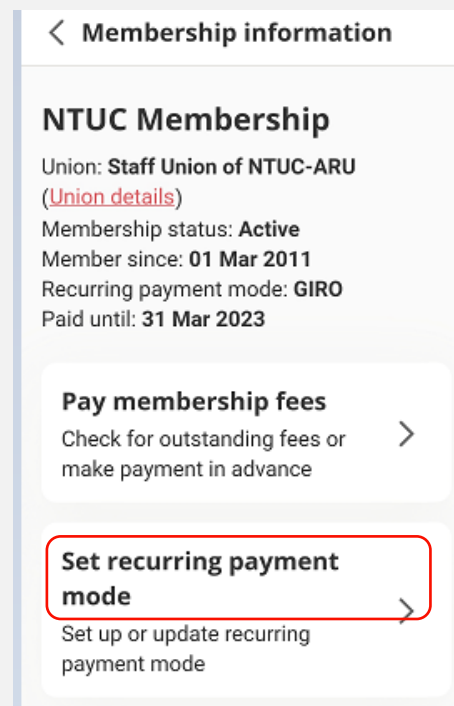 Membership information
NTUC Membership
Union: Staff Union of NTUC-ARU
(Union details)
Membership status: Active
Member since: 01 Mar 2011
Recurring payment mode: GIRO
Paid until: 31 Mar 2023
Pay membership fees
Check for outstanding fees or
make payment in advance
Set recurring payment
mode
Set up or update recurring
payment mode